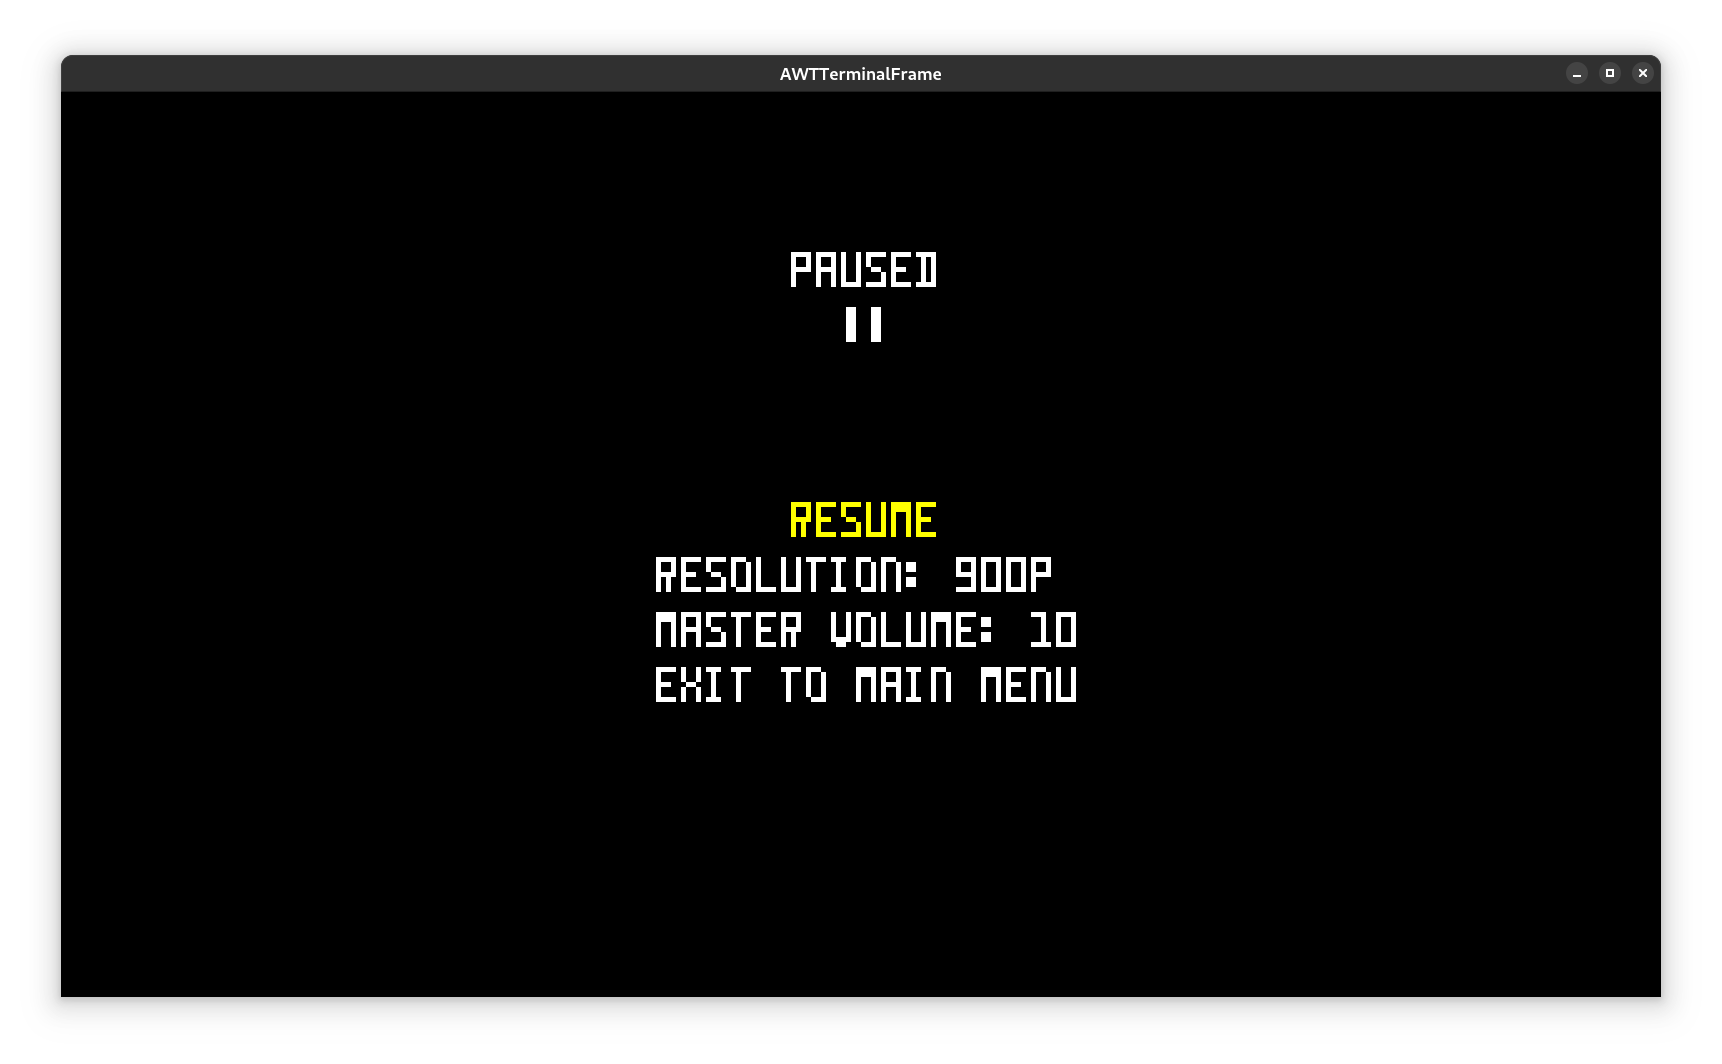 AWTTerminalFrame
PAUSED
RESUME
RESOLUTION: 900P
MASTER VOLUME: 10
EXIT TO MAIN MENU